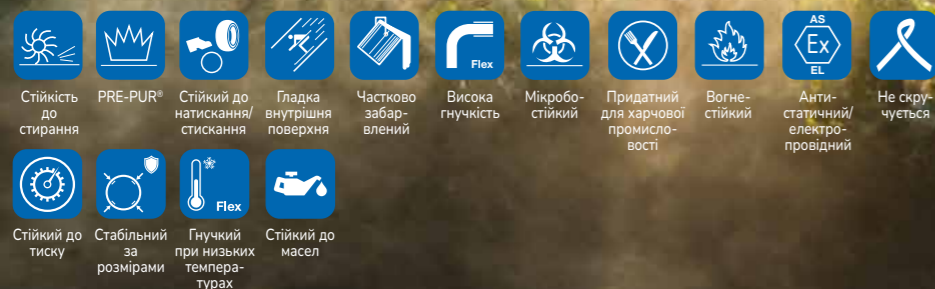 Flex
AS
Ex
EL
Стійкість
до
стирання
PRE-PUR®
Стійкий до
натискання/
стискання
Гладка
внутрішня
поверхня
Частково
забар-
влений
Висока
гнучкість
Мікробо-
стійкий
Придатний
для харчової
промисло-
вості
Вогне-
стійкий
Анти-
статичний/
електро-
провідний
Не скру-
чується
Flex
Стійкий до
тиску
Стабільний
за
розмірами
Гнучкий
при низьких
темпера-
турах
Стійкий до
масел